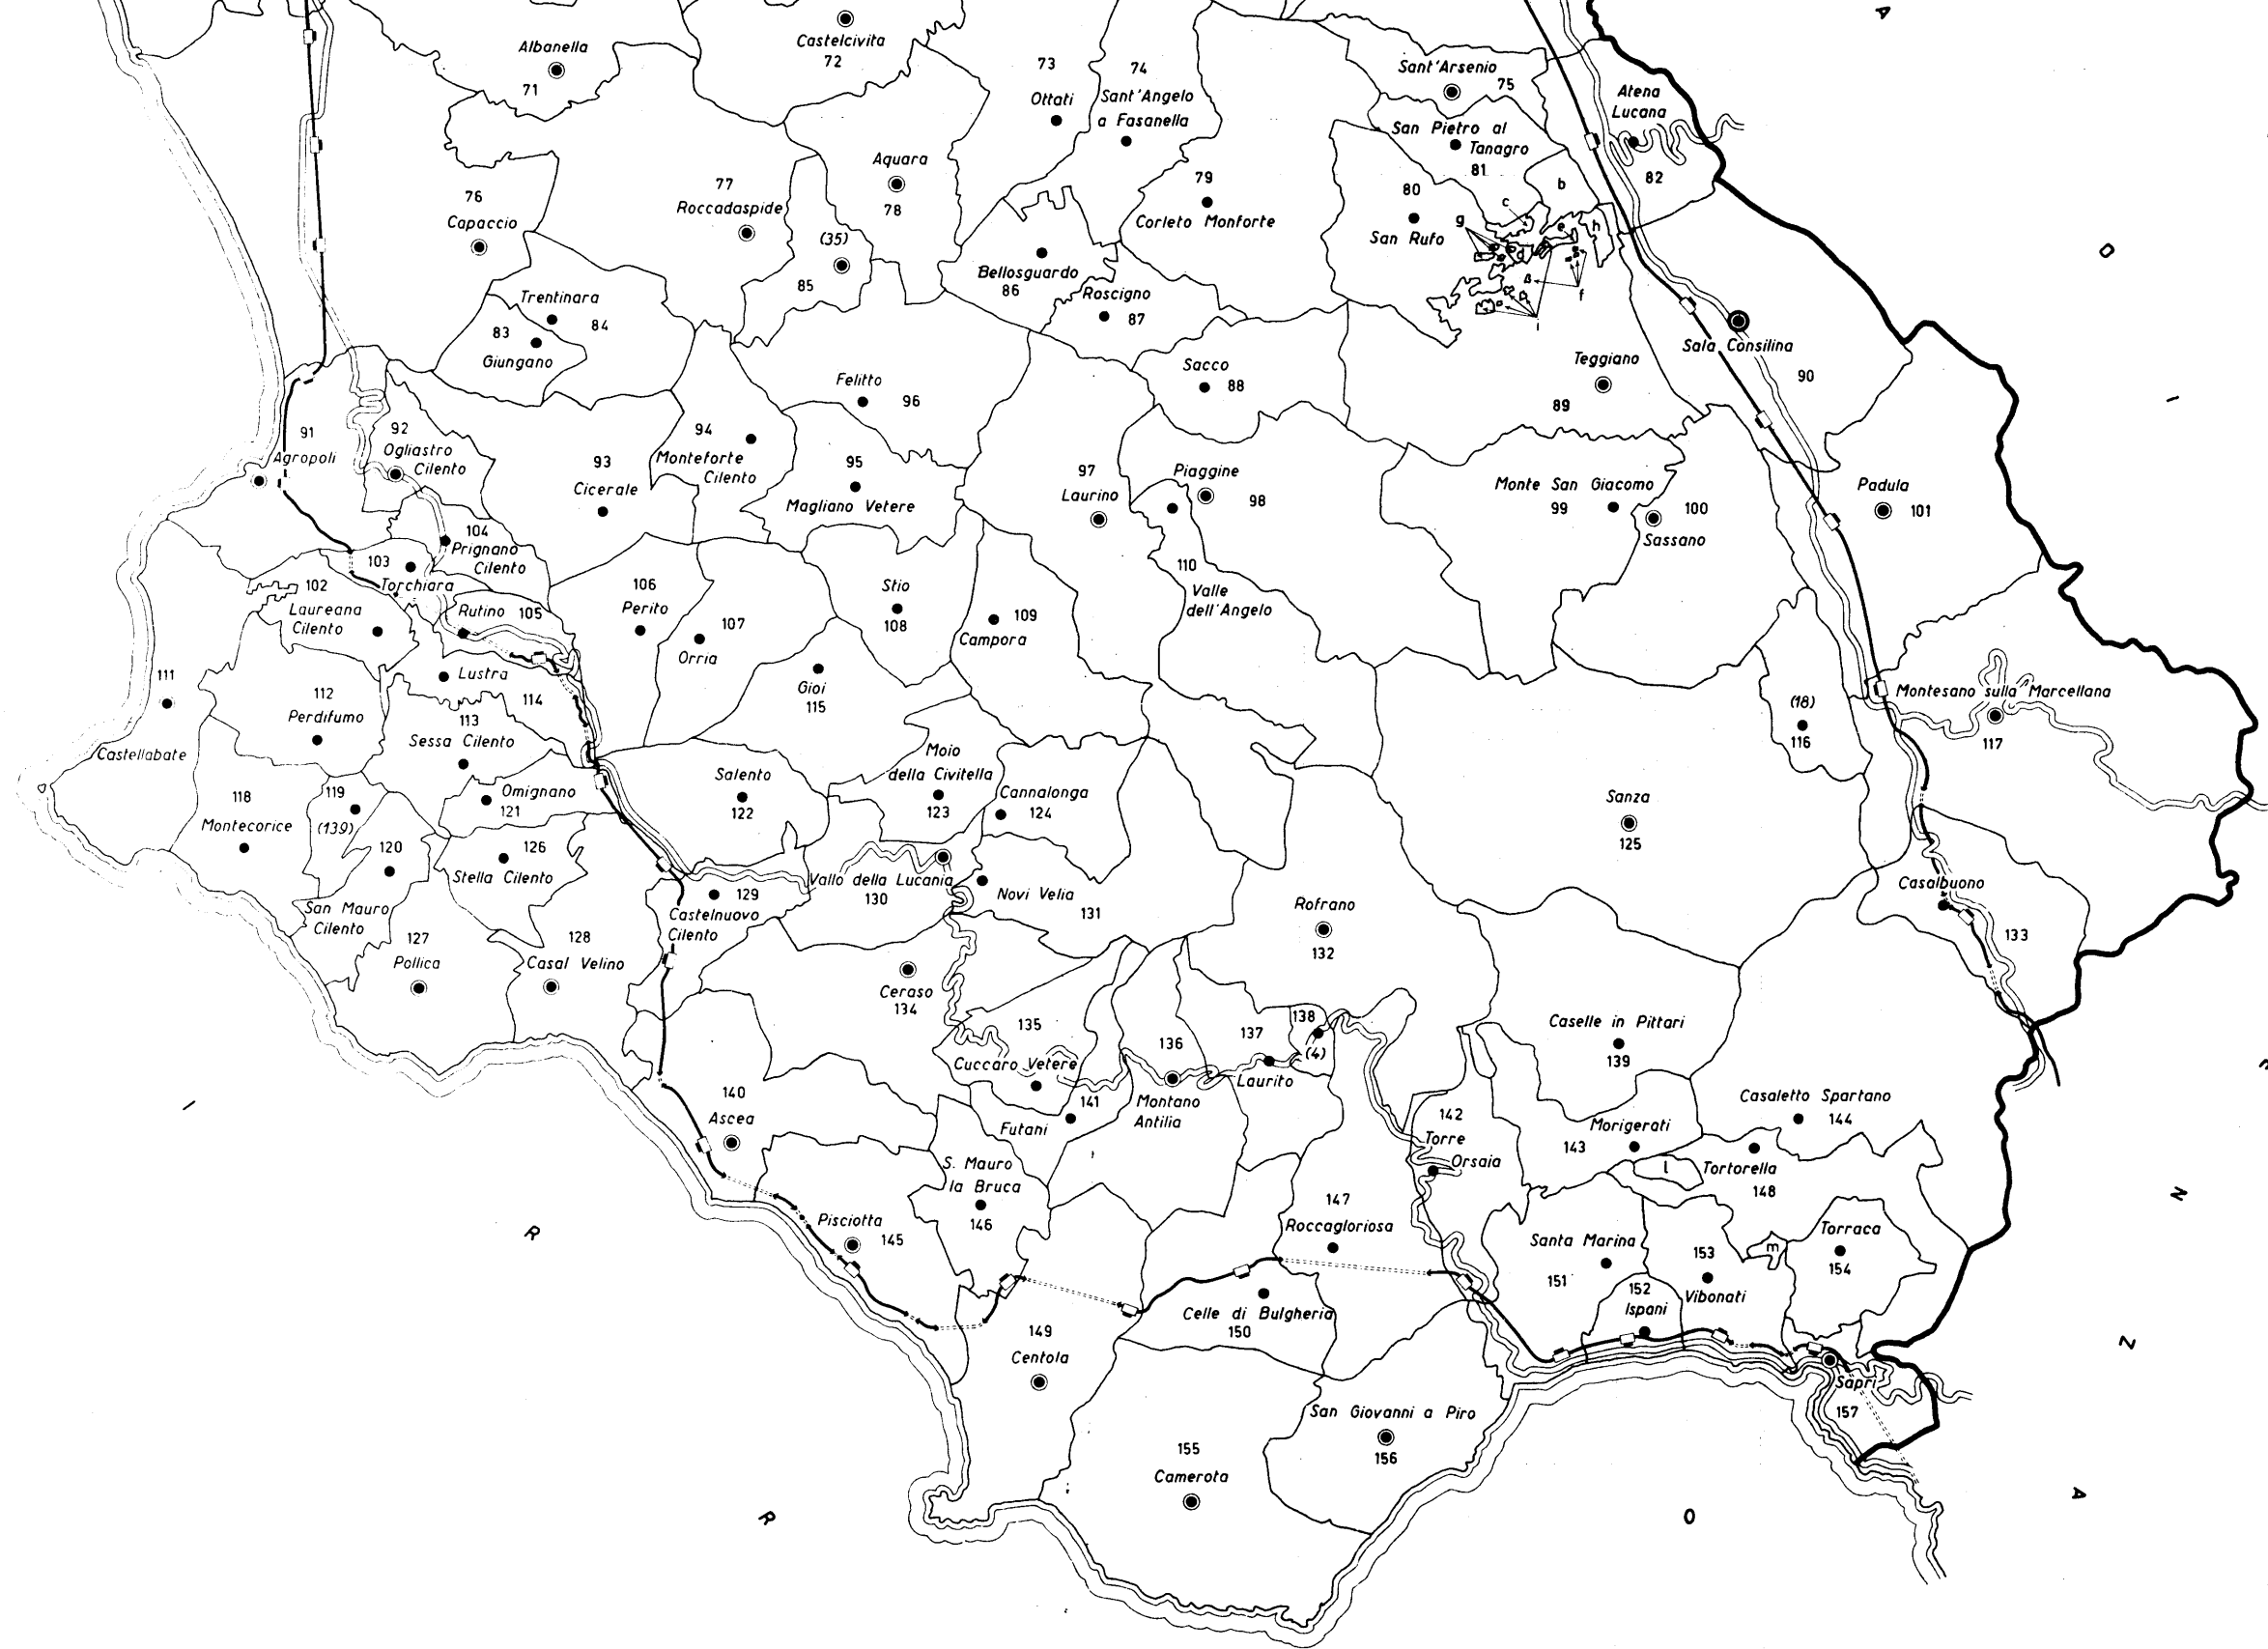 Albanella
71
Castelcivita
72
73
Ottati
74
Sant'Angelo
a Fasanella
Sant'Arsenio
75
Atena
Lucana
82
San Pietro al
Tanagro
81
76
Capaccio
77
Roccadaspide
Aquara
78
(35)
85
79
Corleto Monforte
80
San Rufo
b
c
g
e
h
d
f
i
Bellosguardo
86
Roscigno
87
Trentinara
84
83
Giungano
Sala Consilina
90
Teggiano
89
Sacco
88
Felitto
96
91
Agropoli
92
Ogliastro
Cilento
93
Cicerale
94
Monteforte
Cilento
95
Magliano Vetere
97
Laurino
Piaggine
98
Monte San Giacomo
99
100
Sassano
Padula
101
104
Prignano
Cilento
103
Torchiara
102
Laureana
Cilento
Rutino 105
106
Perito
107
Orria
Stio
108
109
Campora
110
Valle
dell'Angelo
111
Castellabate
112
Perdifumo
Lustra
114
113
Sessa Cilento
Gioi
115
(18)
116
Montesano sulla Marcellana
117
118
Montecorice
119
(139)
120
Omignano
121
Salento
122
Moio
della Civitella
123
Cannalonga
124
Sanza
125
126
Stella Cilento
San Mauro
Cilento
127
Pollica
128
Casal Velino
129
Castelnuovo
Cilento
Vallo della Lucania
130
Novi Velia
131
Rofrano
132
Casalbuono
133
Ceraso
134
135
Cuccaro Vetere
136
Montano
Antilia
137
Laurito
138
(4)
Caselle in Pittari
139
140
Ascea
141
Futani
142
Torre
Orsaia
Morigerati
143
Casaletto Spartano
144
l
Tortorella
148
Pisciotta
145
S. Mauro
la Bruca
146
147
Roccagloriosa
Santa Marina
151
152
Ispani
153
Vibonati
m
Torraca
154
149
Centola
Celle di Bulgheria
150
Sapri
157
155
Camerota
San Giovanni a Piro
156
I
R
R
O
A
O
I
Z
Z
A